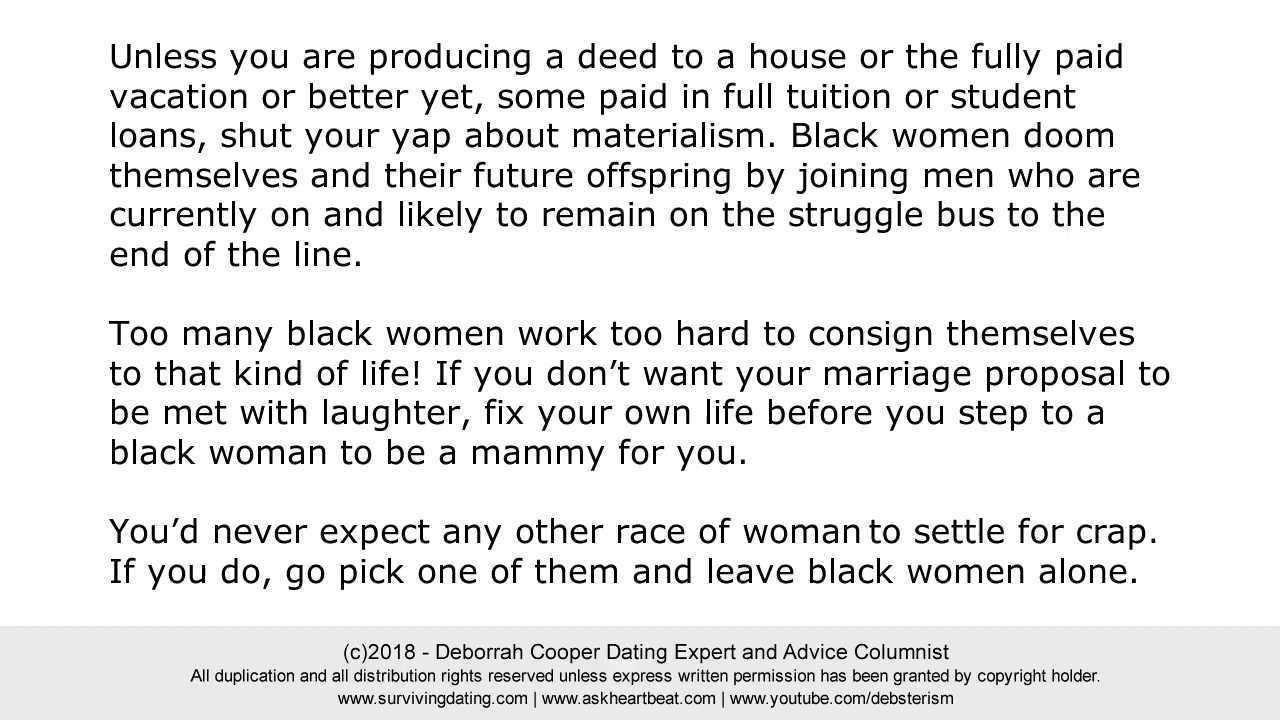 Unless you are producing a deed to a house or the fully paid
vacation or better yet, some paid in full tuition or student
loans, shut your yap about materialism. Black women doom
themselves and their future offspring by joining men who are
currently on and likely to remain on the struggle bus to the
end of the line.
Too many black women work too hard to consign themselves
to that kind of life! If you don’t want your marriage proposal to
be met with laughter, fix your own life before you step to a
black woman to be a mammy for you.
You’d never expect any other race of woman to settle for crap.
If you do, go pick one of them and leave black women alone.
(c)2018 - Deborrah Cooper Dating Expert and Advice Columnist
All duplication and all distribution rights reserved unless express written permission has been granted by copyright holder.
www.survivingdating.com | www.askheartbeat.com | www.youtube.com/debsterism